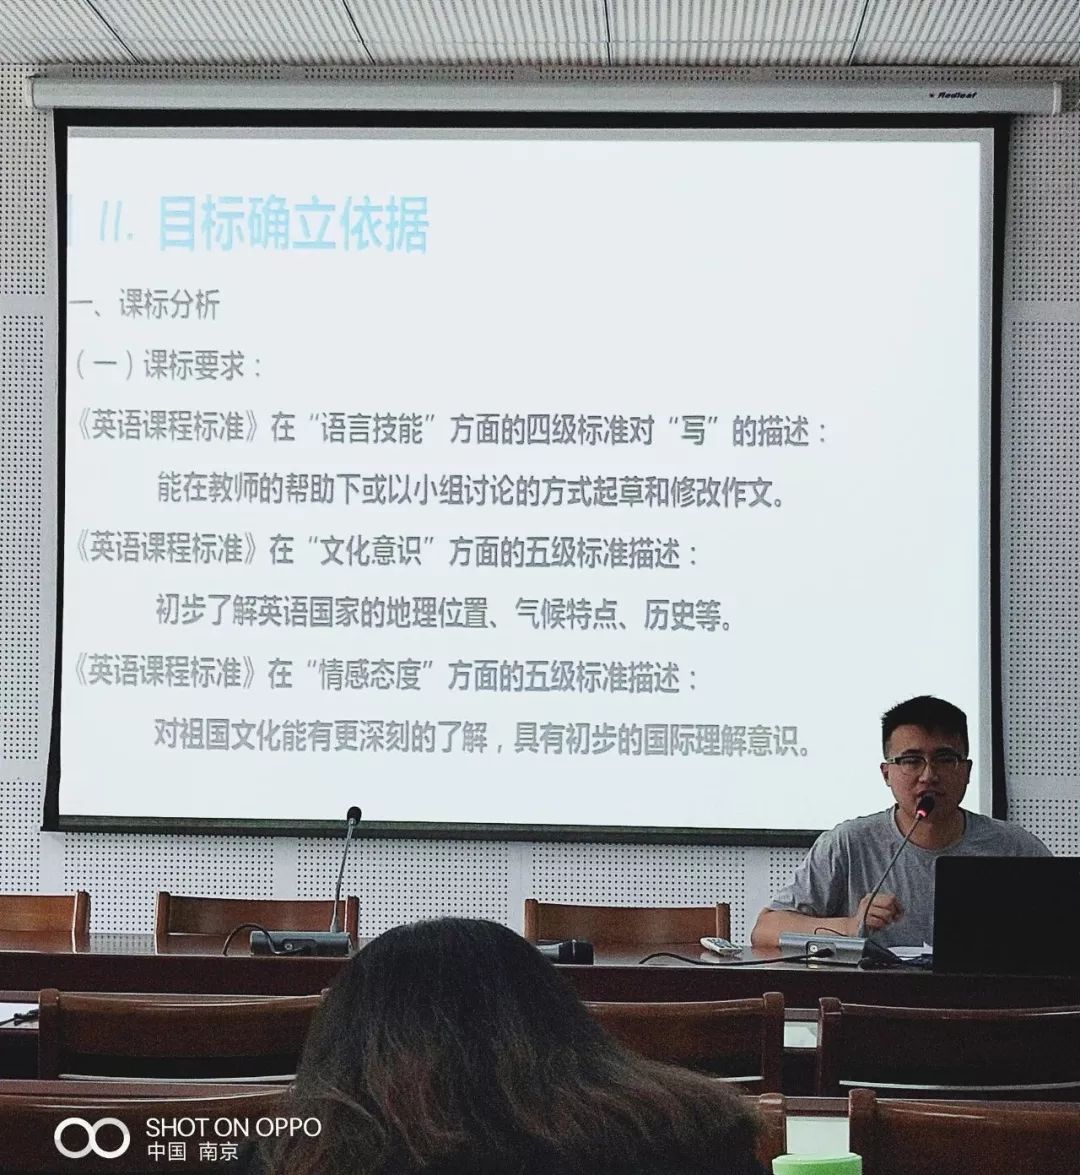 Redleaf
II. 目标确立依据
一、课标分析
（一）课标要求：
《英语课程标准》在“语言技能”方面的四级标准对“写”的描述：
能在教师的帮助下或以小组讨论的方式起草和修改作文。
《英语课程标准》在“文化意识”方面的五级标准描述：
初步了解英语国家的地理位置、气候特点、历史等。
《英语课程标准》在“情感态度”方面的五级标准描述：
对祖国文化能有更深刻的了解，具有初步的国际理解意识。
SHOT ON OPPO
中国 南京